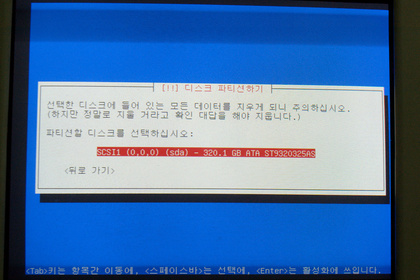 [!!] 디스크 파티션하기
선택한 디스크에 들어 있는 모든 데이터를 지우게 되니 주의하십시오.
(하지만 정말로 지울 거라고 확인 대답을 해야 지웁니다.)
파티션할 디스크를 선택하십시오:
SCSI1 (0,0,0) (sda) - 320.1 GB ATA ST9320325AS
<뒤로 가기>
<Tab>키는 항목간 이동에, <스페이스바>는 선택에, <Enter>는 활성화에 쓰입니다.